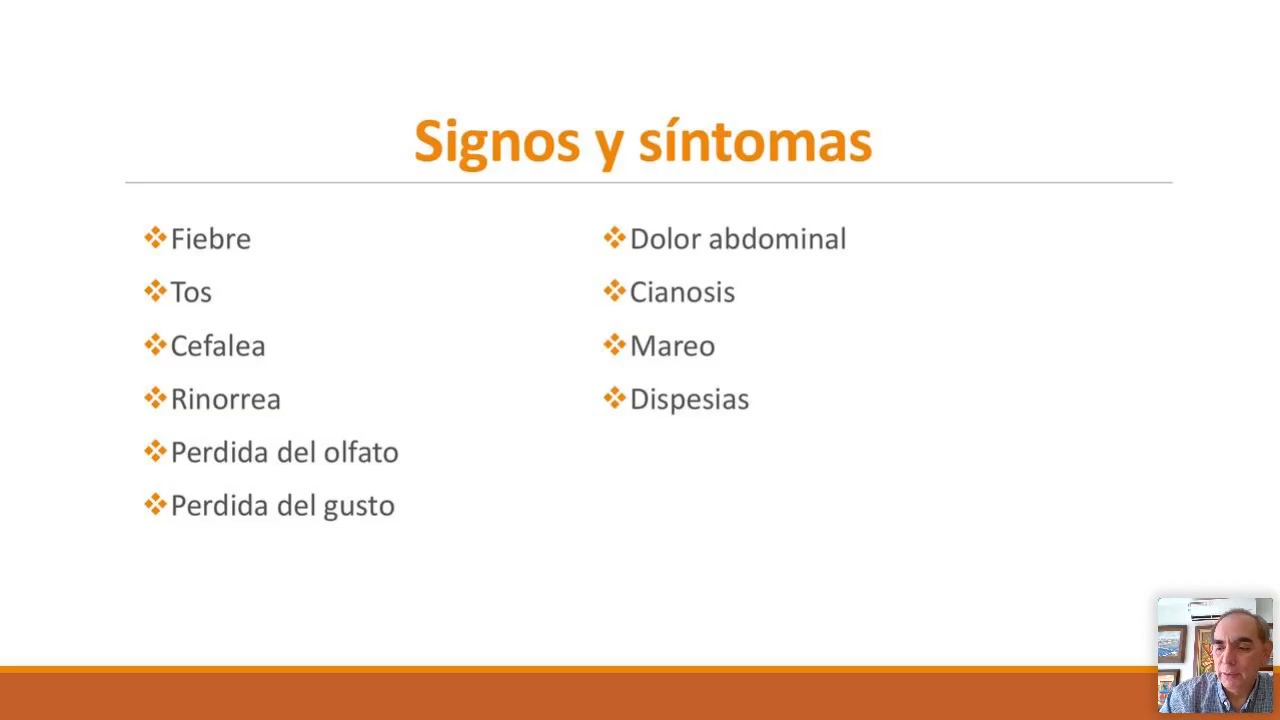 Signos y síntomas
Fiebre
Tos
Cefalea
Rinorrea
Perdida del olfato
Perdida del gusto
Dolor abdominal
Cianosis
Mareo
Dispesias